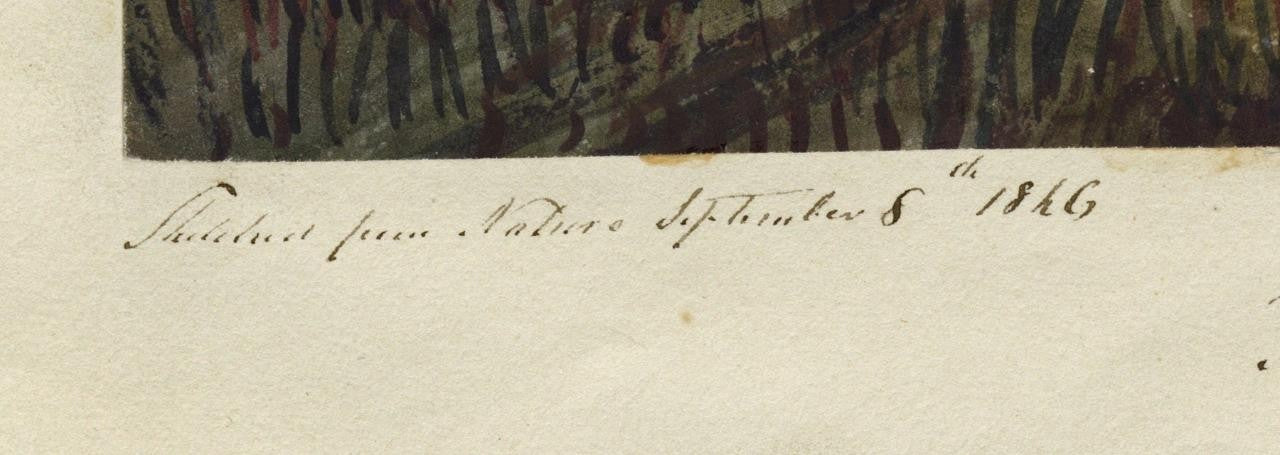 Sketched from Nature September 8th 1846